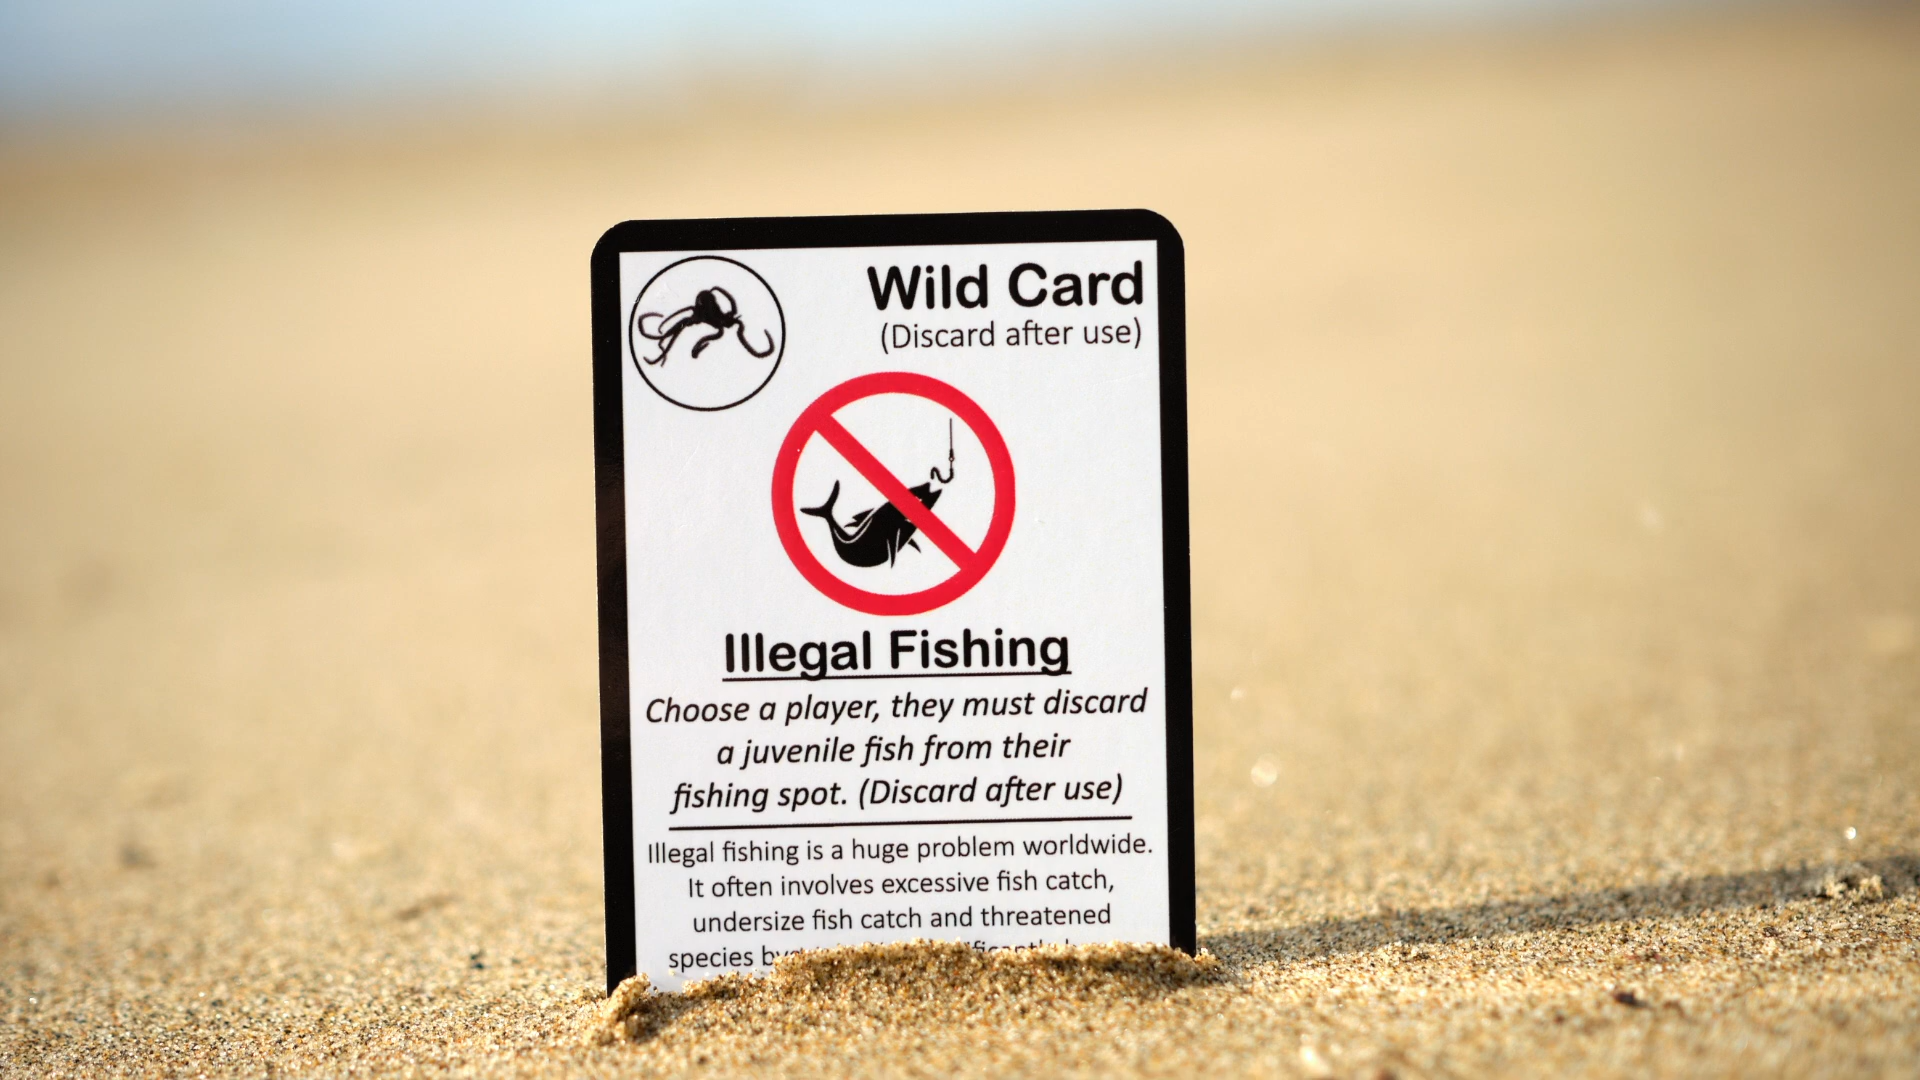 Wild Card
(Discard after use)
Illegal Fishing
Choose a player, they must discard
a juvenile fish from their
fishing spot. (Discard after use)
Illegal fishing is a huge problem worldwide.
It often involves excessive fish catch,
undersize fish catch and threatened
species